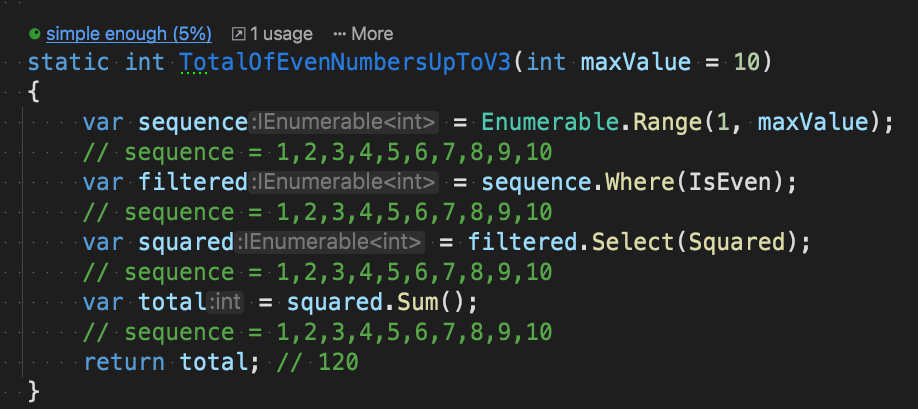 simple enough (5%) 1 usage ··· More
static int TotalOfEvenNumbersUpToV3(int maxValue = 10)
{
var sequence:IEnumerable<int> = Enumerable.Range(1, maxValue);
// sequence = 1,2,3,4,5,6,7,8,9,10
var filtered:IEnumerable<int> = sequence.Where(IsEven);
// sequence = 1,2,3,4,5,6,7,8,9,10
var squared:IEnumerable<int> = filtered.Select(Squared);
// sequence = 1,2,3,4,5,6,7,8,9,10
var total:int = squared.Sum();
// sequence = 1,2,3,4,5,6,7,8,9,10
return total; // 120
}